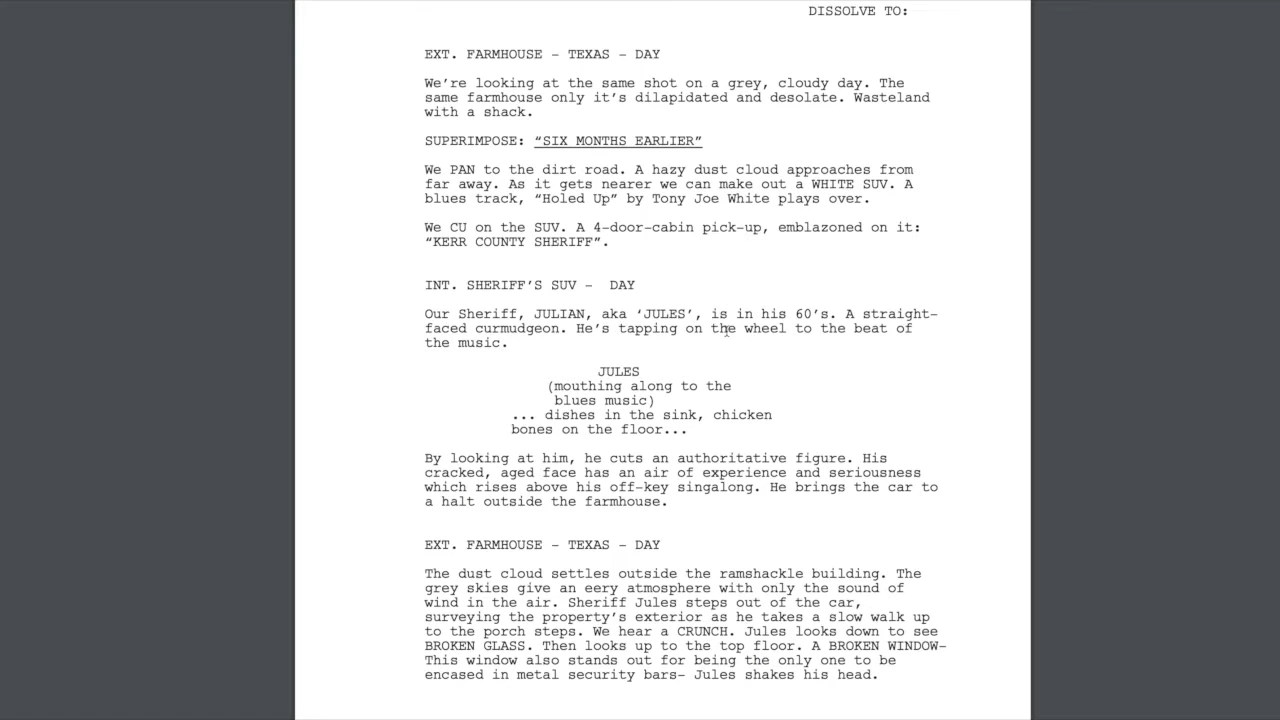 DISSOLVE TO:
EXT. FARMHOUSE - TEXAS - DAY
We're looking at the same shot on a grey, cloudy day. The
same farmhouse only it's dilapidated and desolate. Wasteland
with a shack.
SUPERIMPOSE: “SIX MONTHS EARLIER”
We PAN to the dirt road. A hazy dust cloud approaches from
far away. As it gets nearer we can make out a WHITE SUV. A
blues track, “Holed Up” by Tony Joe White plays over.
We CU on the SUV. A 4-door-cabin pick-up, emblazoned on it:
“KERR COUNTY SHERIFF”.
INT. SHERIFF'S SUV - DAY
Our Sheriff, JULIAN, aka ‘JULES’, is in his 60's. A straight-
faced curmudgeon. He's tapping on the wheel to the beat of
the music.
JULES
(mouthing along to the
blues music)
... dishes in the sink, chicken
bones on the floor...
By looking at him, he cuts an authoritative figure. His
cracked, aged face has an air of experience and seriousness
which rises above his off-key singalong. He brings the car to
a halt outside the farmhouse.
EXT. FARMHOUSE - TEXAS - DAY
The dust cloud settles outside the ramshackle building. The
grey skies give an eery atmosphere with only the sound of
wind in the air. Sheriff Jules steps out of the car,
surveying the property's exterior as he takes a slow walk up
to the porch steps. We hear a CRUNCH. Jules looks down to see
BROKEN GLASS. Then looks up to the top floor. A BROKEN WINDOW-
This window also stands out for being the only one to be
encased in metal security bars- Jules shakes his head.